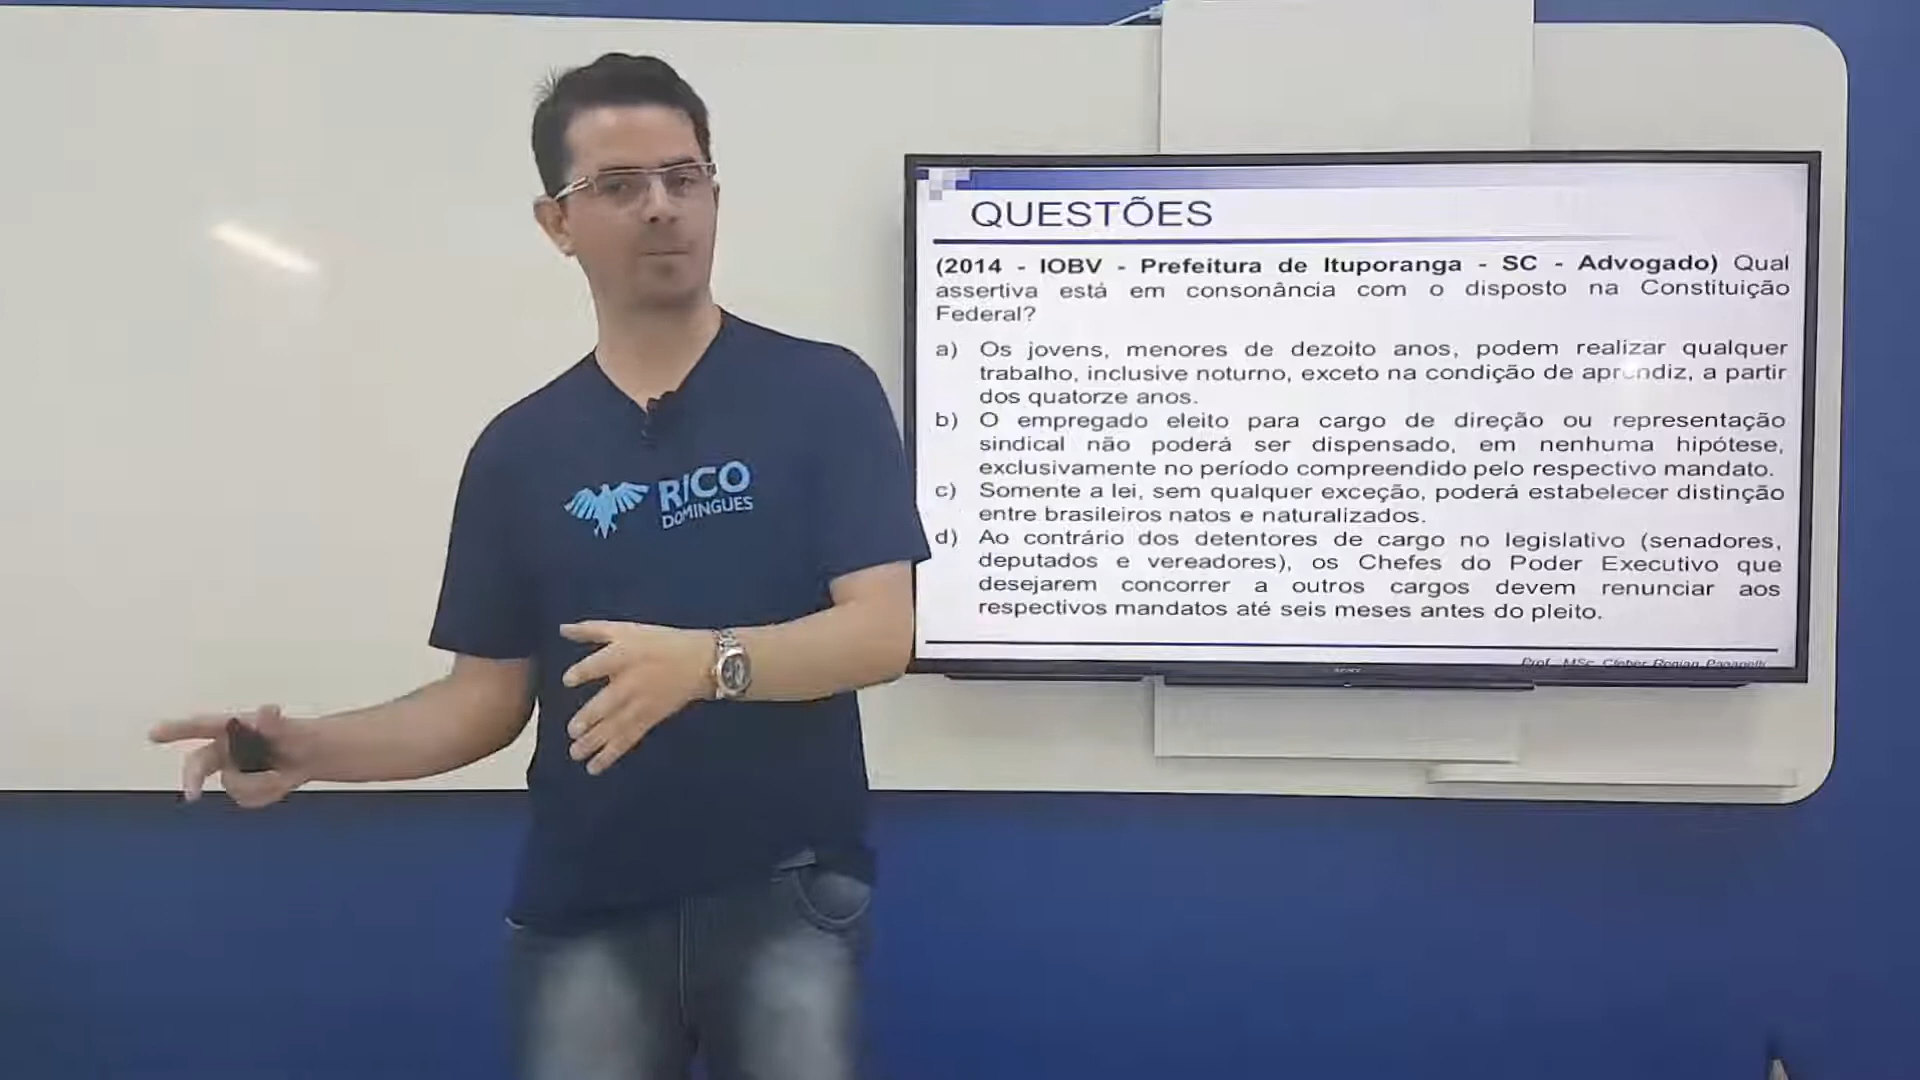 RICO
DOMINGUES
QUESTÕES
(2014 - IOBV - Prefeitura de Ituporanga - SC - Advogado) Qual
assertiva está em consonância com o disposto na Constituição
Federal?
a) Os jovens, menores de dezoito anos, podem realizar qualquer
trabalho, inclusive noturno, exceto na condição de aprendiz, a partir
dos quatorze anos.
b) O empregado eleito para cargo de direção ou representação
sindical não poderá ser dispensado, em nenhuma hipótese,
exclusivamente no período compreendido pelo respectivo mandato.
c) Somente a lei, sem qualquer exceção, poderá estabelecer distinção
entre brasileiros natos e naturalizados.
d) Ao contrário dos detentores de cargo no legislativo (senadores,
deputados e vereadores), os Chefes do Poder Executivo que
desejarem concorrer a outros cargos devem renunciar aos
respectivos mandatos até seis meses antes do pleito.
Prof. MSc. Cleber